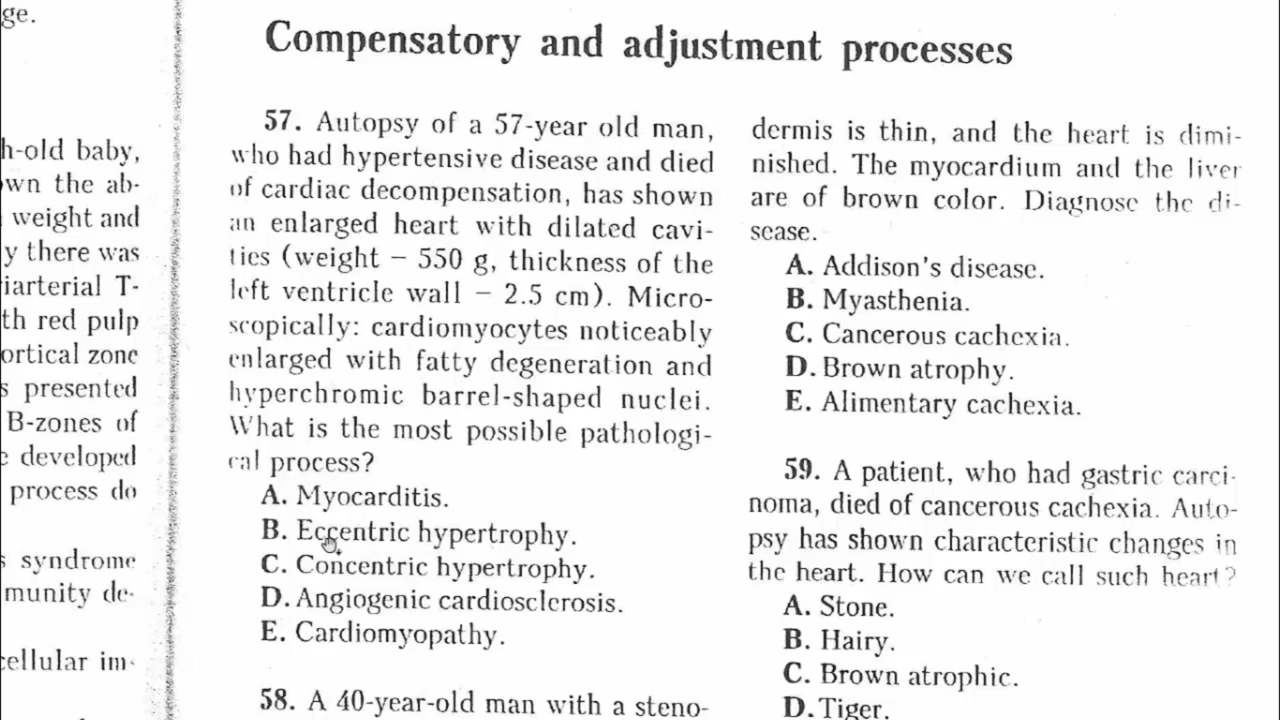 ge.
h-old baby,
wn the ab-
weight and
y there was
iarterial T-
th red pulp
ortical zone
s presented
B-zones of
c developed
process do
s syndrome
munity de-
cellular im-
Compensatory and adjustment processes
57. Autopsy of a 57-year old man,
who had hypertensive disease and died
of cardiac decompensation, has shown
an enlarged heart with dilated cavi-
ties (weight – 550 g, thickness of the
left ventricle wall – 2.5 cm). Micro-
scopically: cardiomyocytes noticeably
enlarged with fatty degeneration and
hyperchromic barrel-shaped nuclei.
What is the most possible pathologi-
cal process?
A. Myocarditis.
B. Eccentric hypertrophy.
C. Concentric hypertrophy.
D. Angiogenic cardiosclerosis.
E. Cardiomyopathy.
58. A 40-year-old man with a steno-
dermis is thin, and the heart is dimi-
nished. The myocardium and the liver
are of brown color. Diagnose the di-
sease.
A. Addison's disease.
B. Myasthenia.
C. Cancerous cachexia.
D. Brown atrophy.
E. Alimentary cachexia.
59. A patient, who had gastric carci-
noma, died of cancerous cachexia. Auto-
psy has shown characteristic changes in
the heart. How can we call such heart?
A. Stone.
B. Hairy.
C. Brown atrophic.
D. Tiger.